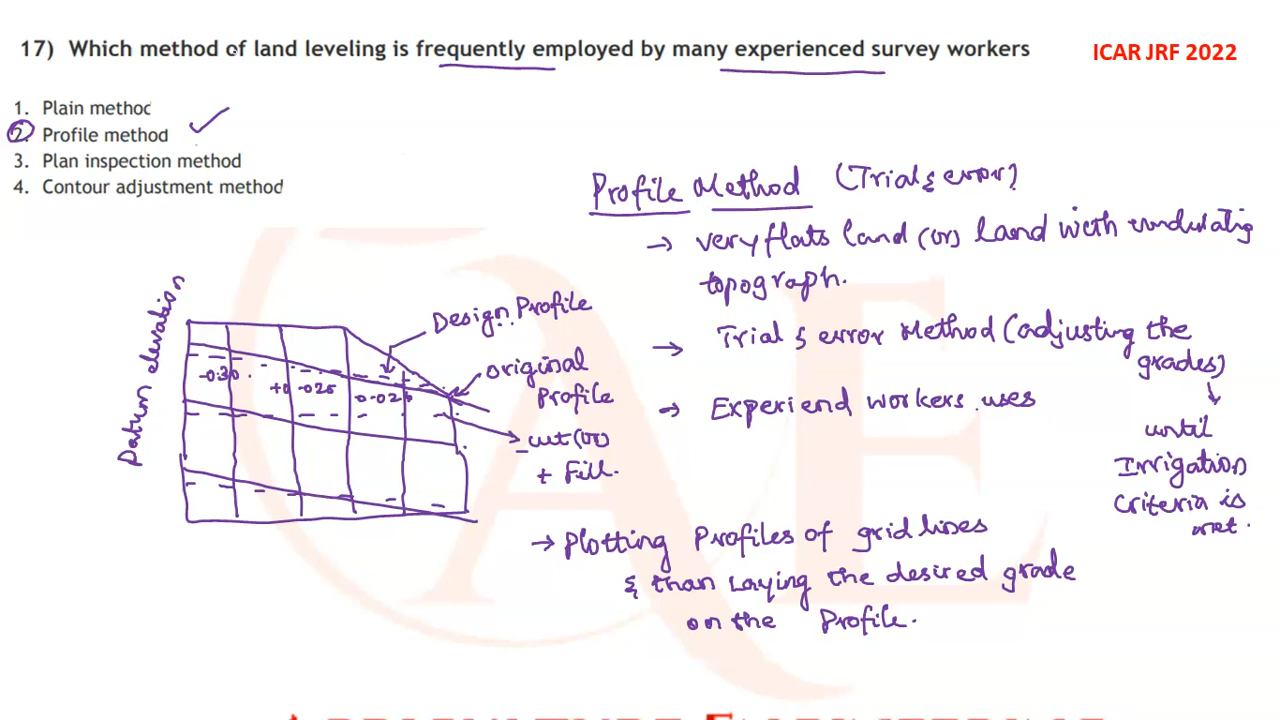 17) Which method of land leveling is frequently employed by many experienced survey workers
ICAR JRF 2022
1. Plain method
2. Profile method
3. Plan inspection method
4. Contour adjustment method
Profile Method (Trial & error)
→ very flats land (or) land with undulatig
topograph.
→ Trial & error Method (adjusting the
grades)
until
Irrigation
criteria is
met.
→ Experiend workers uses
Datum elevation
Design Profile
original
Profile
- cut (or)
+ Fill.
-0.30
-025
→ Plotting Profiles of grid lines
& than Laying the desired grade
on the Profile.